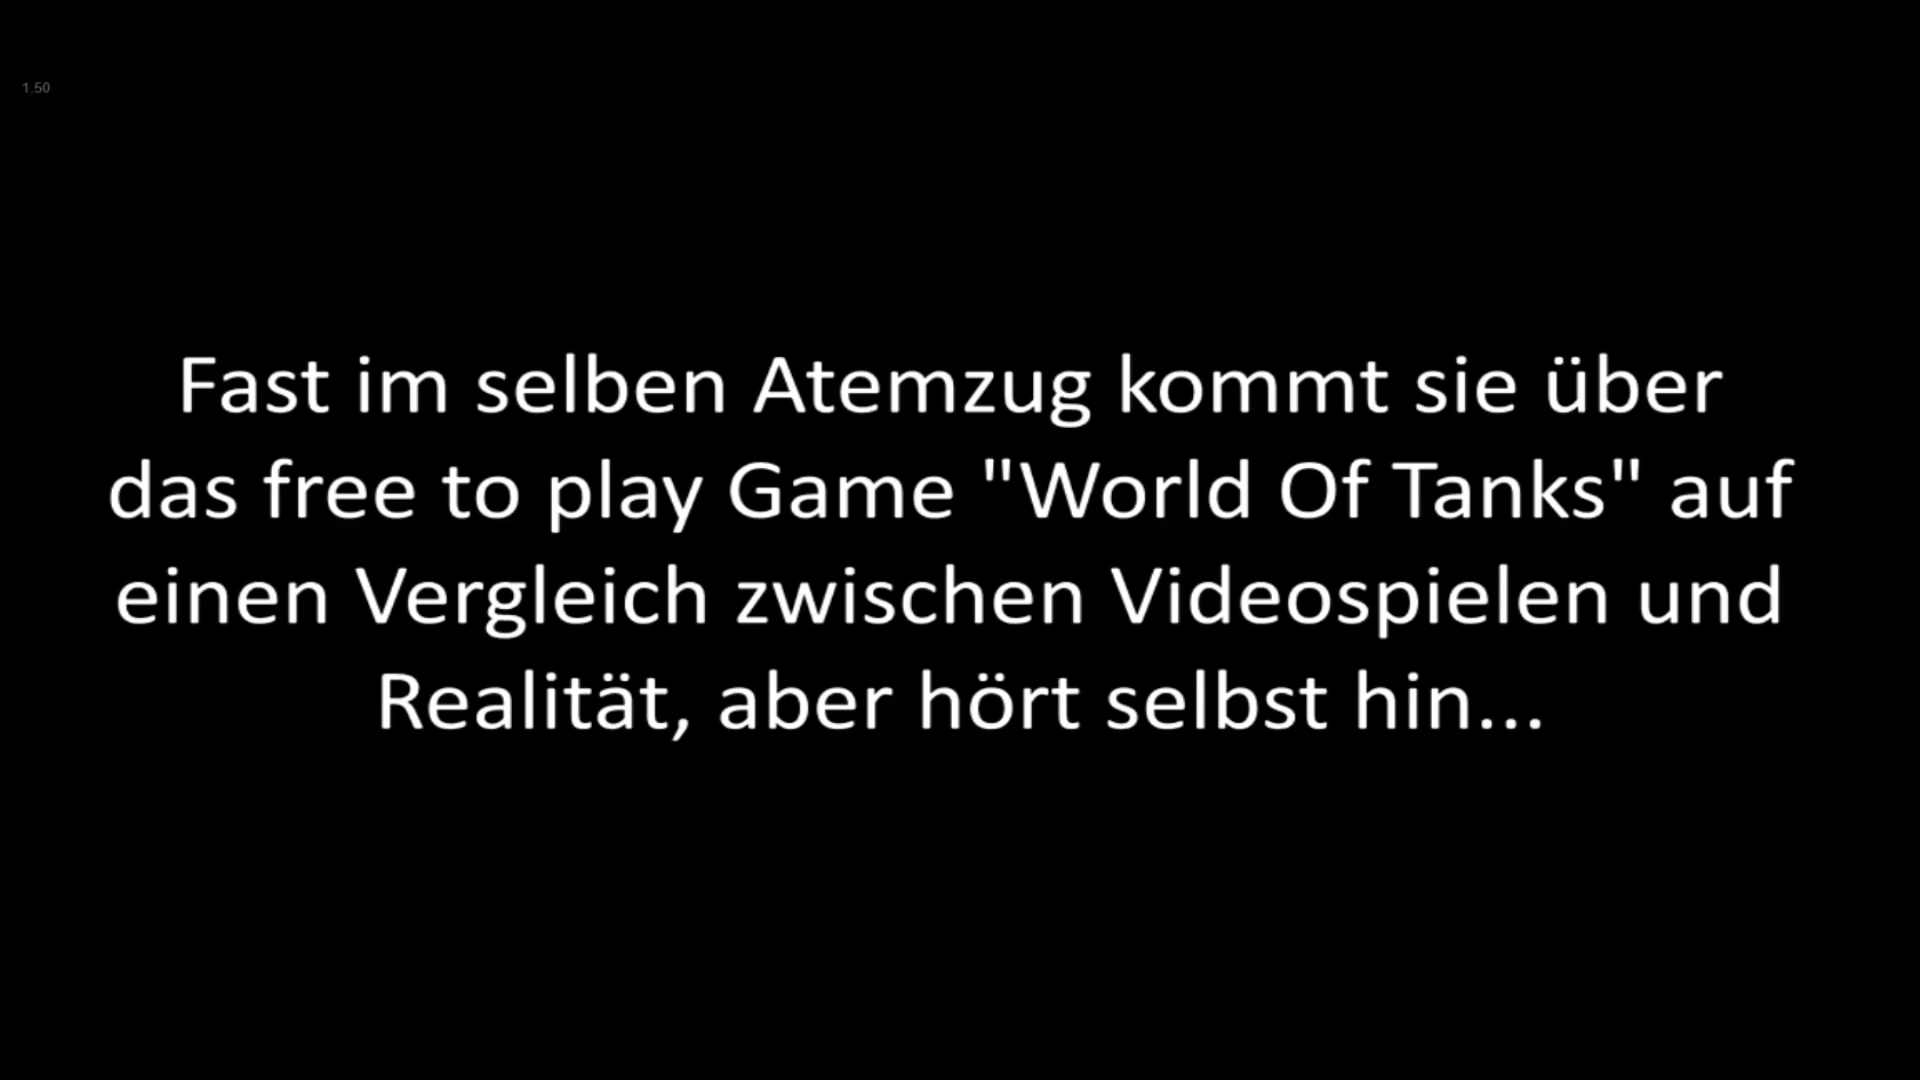 1.50
Fast im selben Atemzug kommt sie über
das free to play Game "World Of Tanks" auf
einen Vergleich zwischen Videospielen und
Realität, aber hört selbst hin...